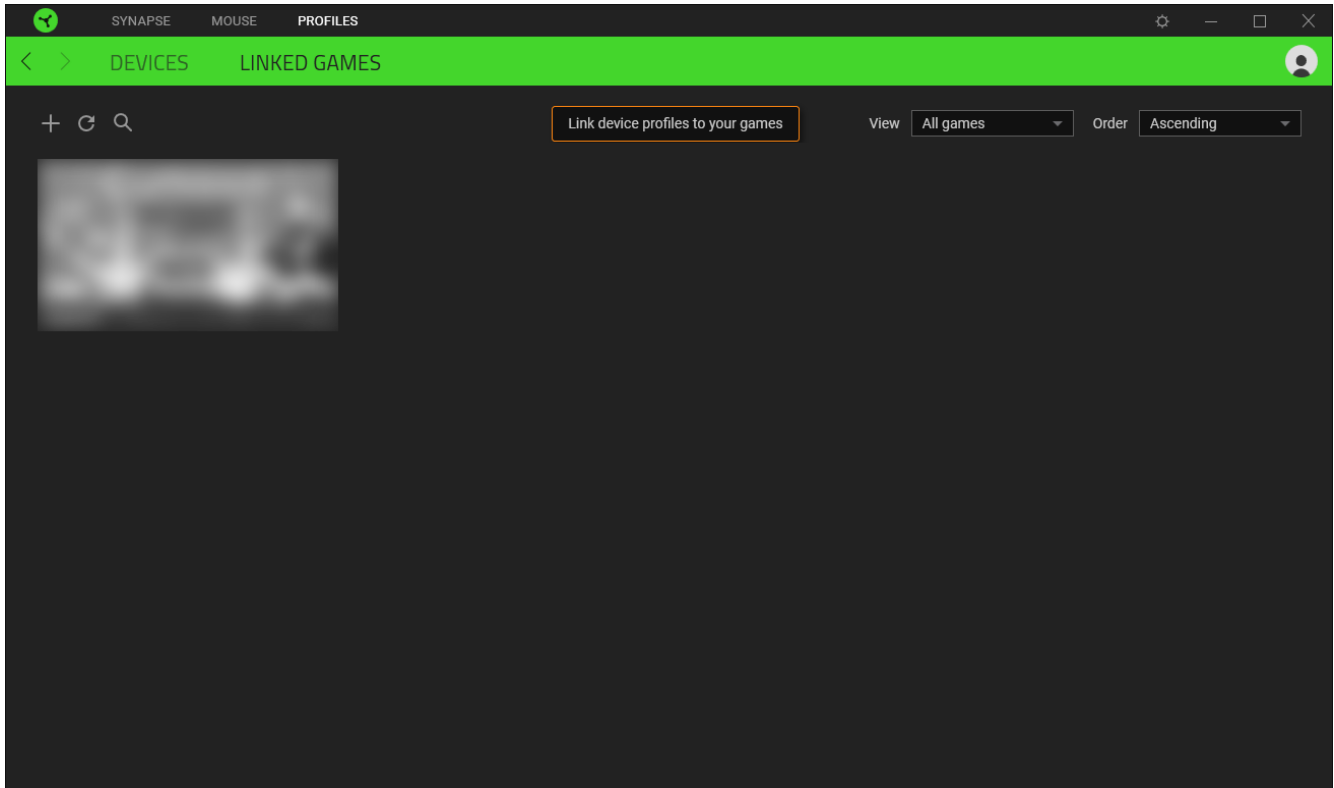 SYNAPSE MOUSE PROFILES
DEVICES LINKED GAMES
Link device profiles to your games View All games Order Ascending